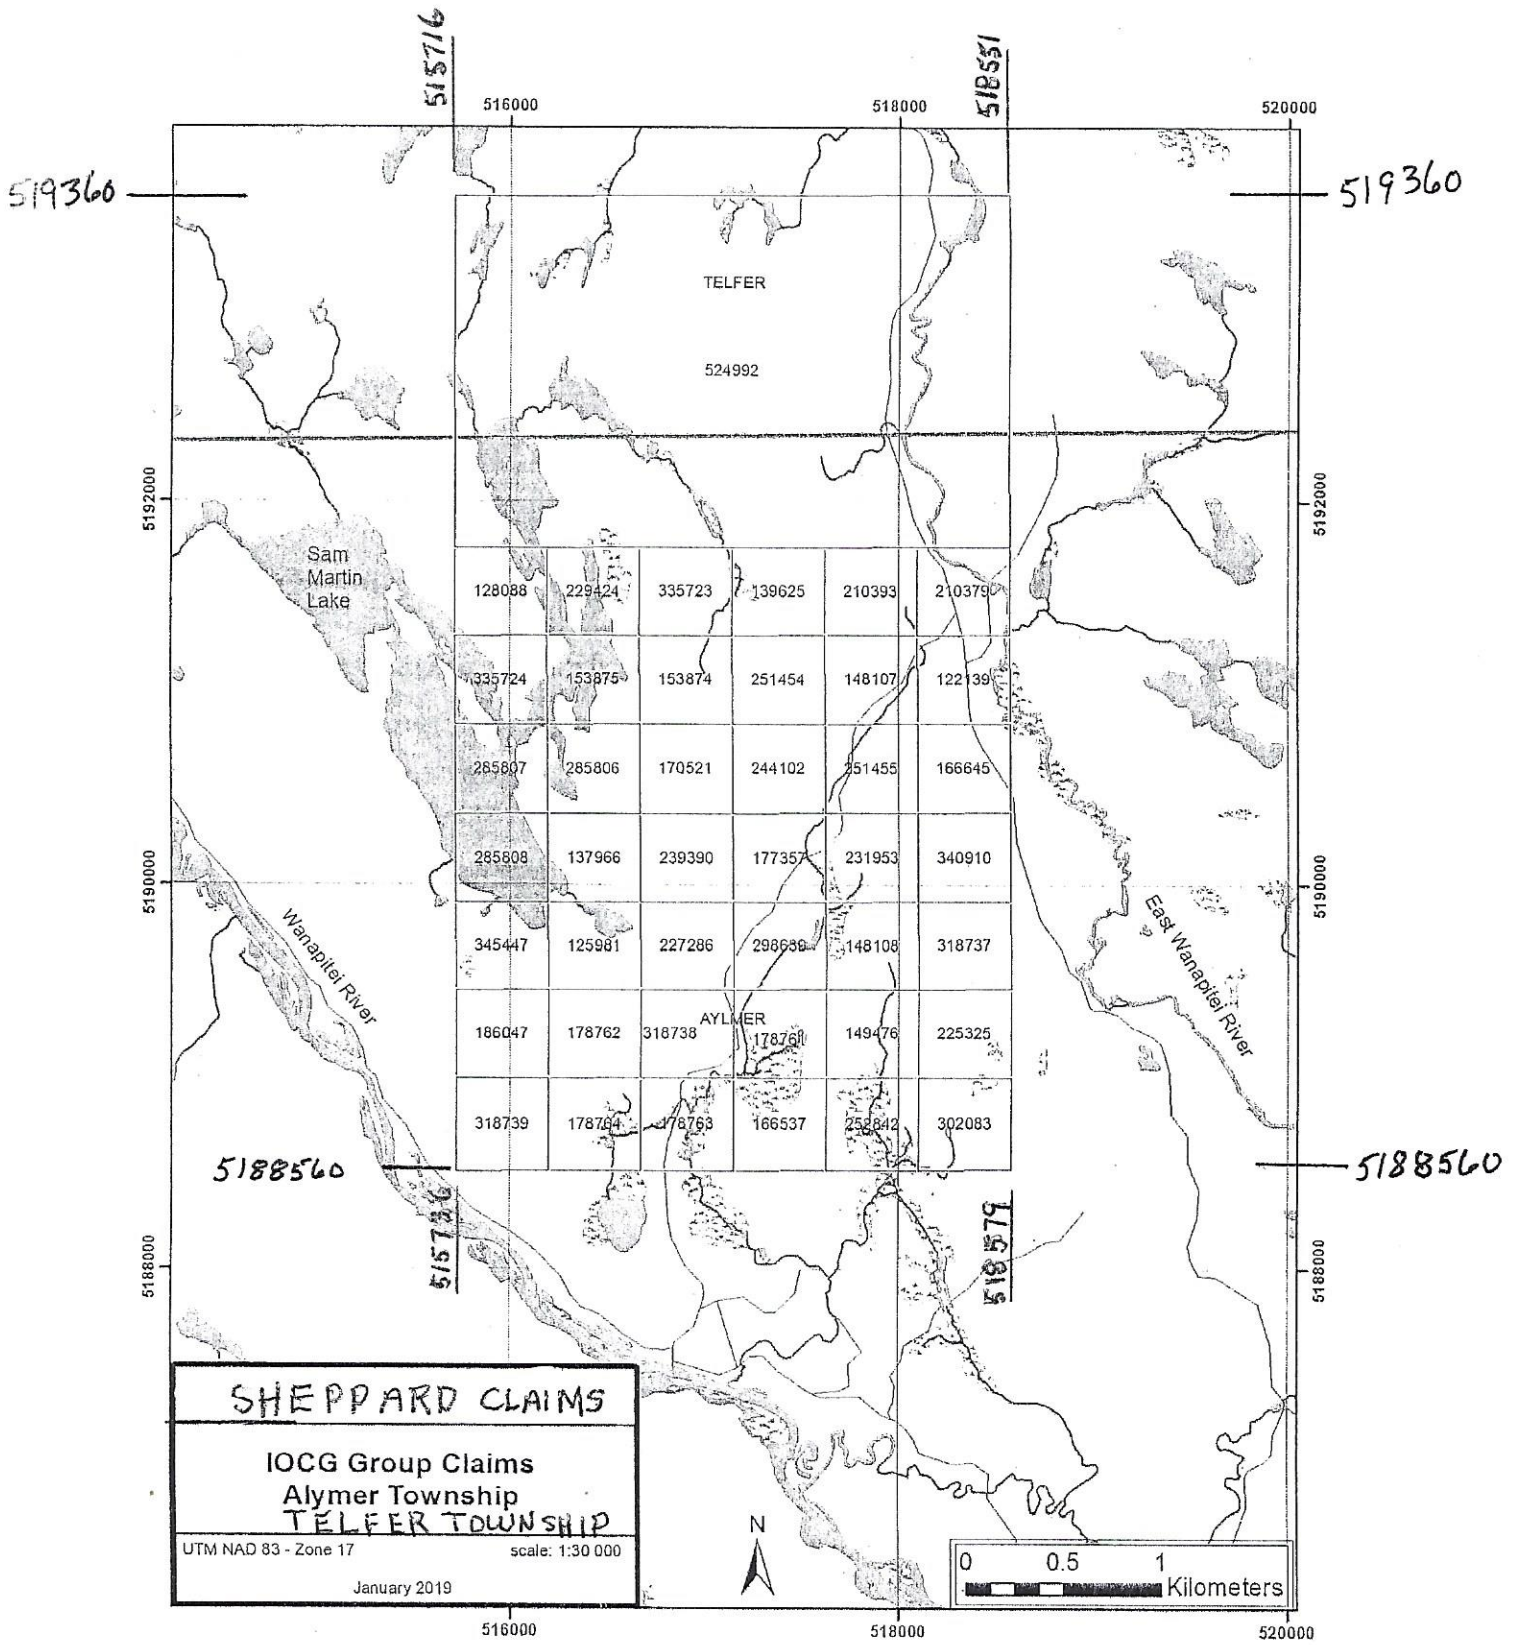 515716
518551
516000
518000
520000
519360
519360
TELFER
524992
5192000
5192000
Sam
Martin
Lake
128088 229424 335723 139625 210393 210379
335724 153875 153874 251454 148107 122139
285807 285806 170521 244102 251455 166645
285808 137966 239390 177357 231953 340910
5190000
5190000
Wanapitei River
East Wanapitei River
345447 125981 227286 298639 148108 318737
AYLMER
186047 178762 318738 178761 149476 225325
318739 178764 178763 166537 252842 302083
5188560
5188560
515726
518579
5188000
5188000
SHEPPARD CLAIMS
IOCG Group Claims
Alymer Township
TELFER TOWNSHIP
UTM NAD 83 - Zone 17 scale: 1:30 000
January 2019
N
0 0.5 1
Kilometers
516000
518000
520000